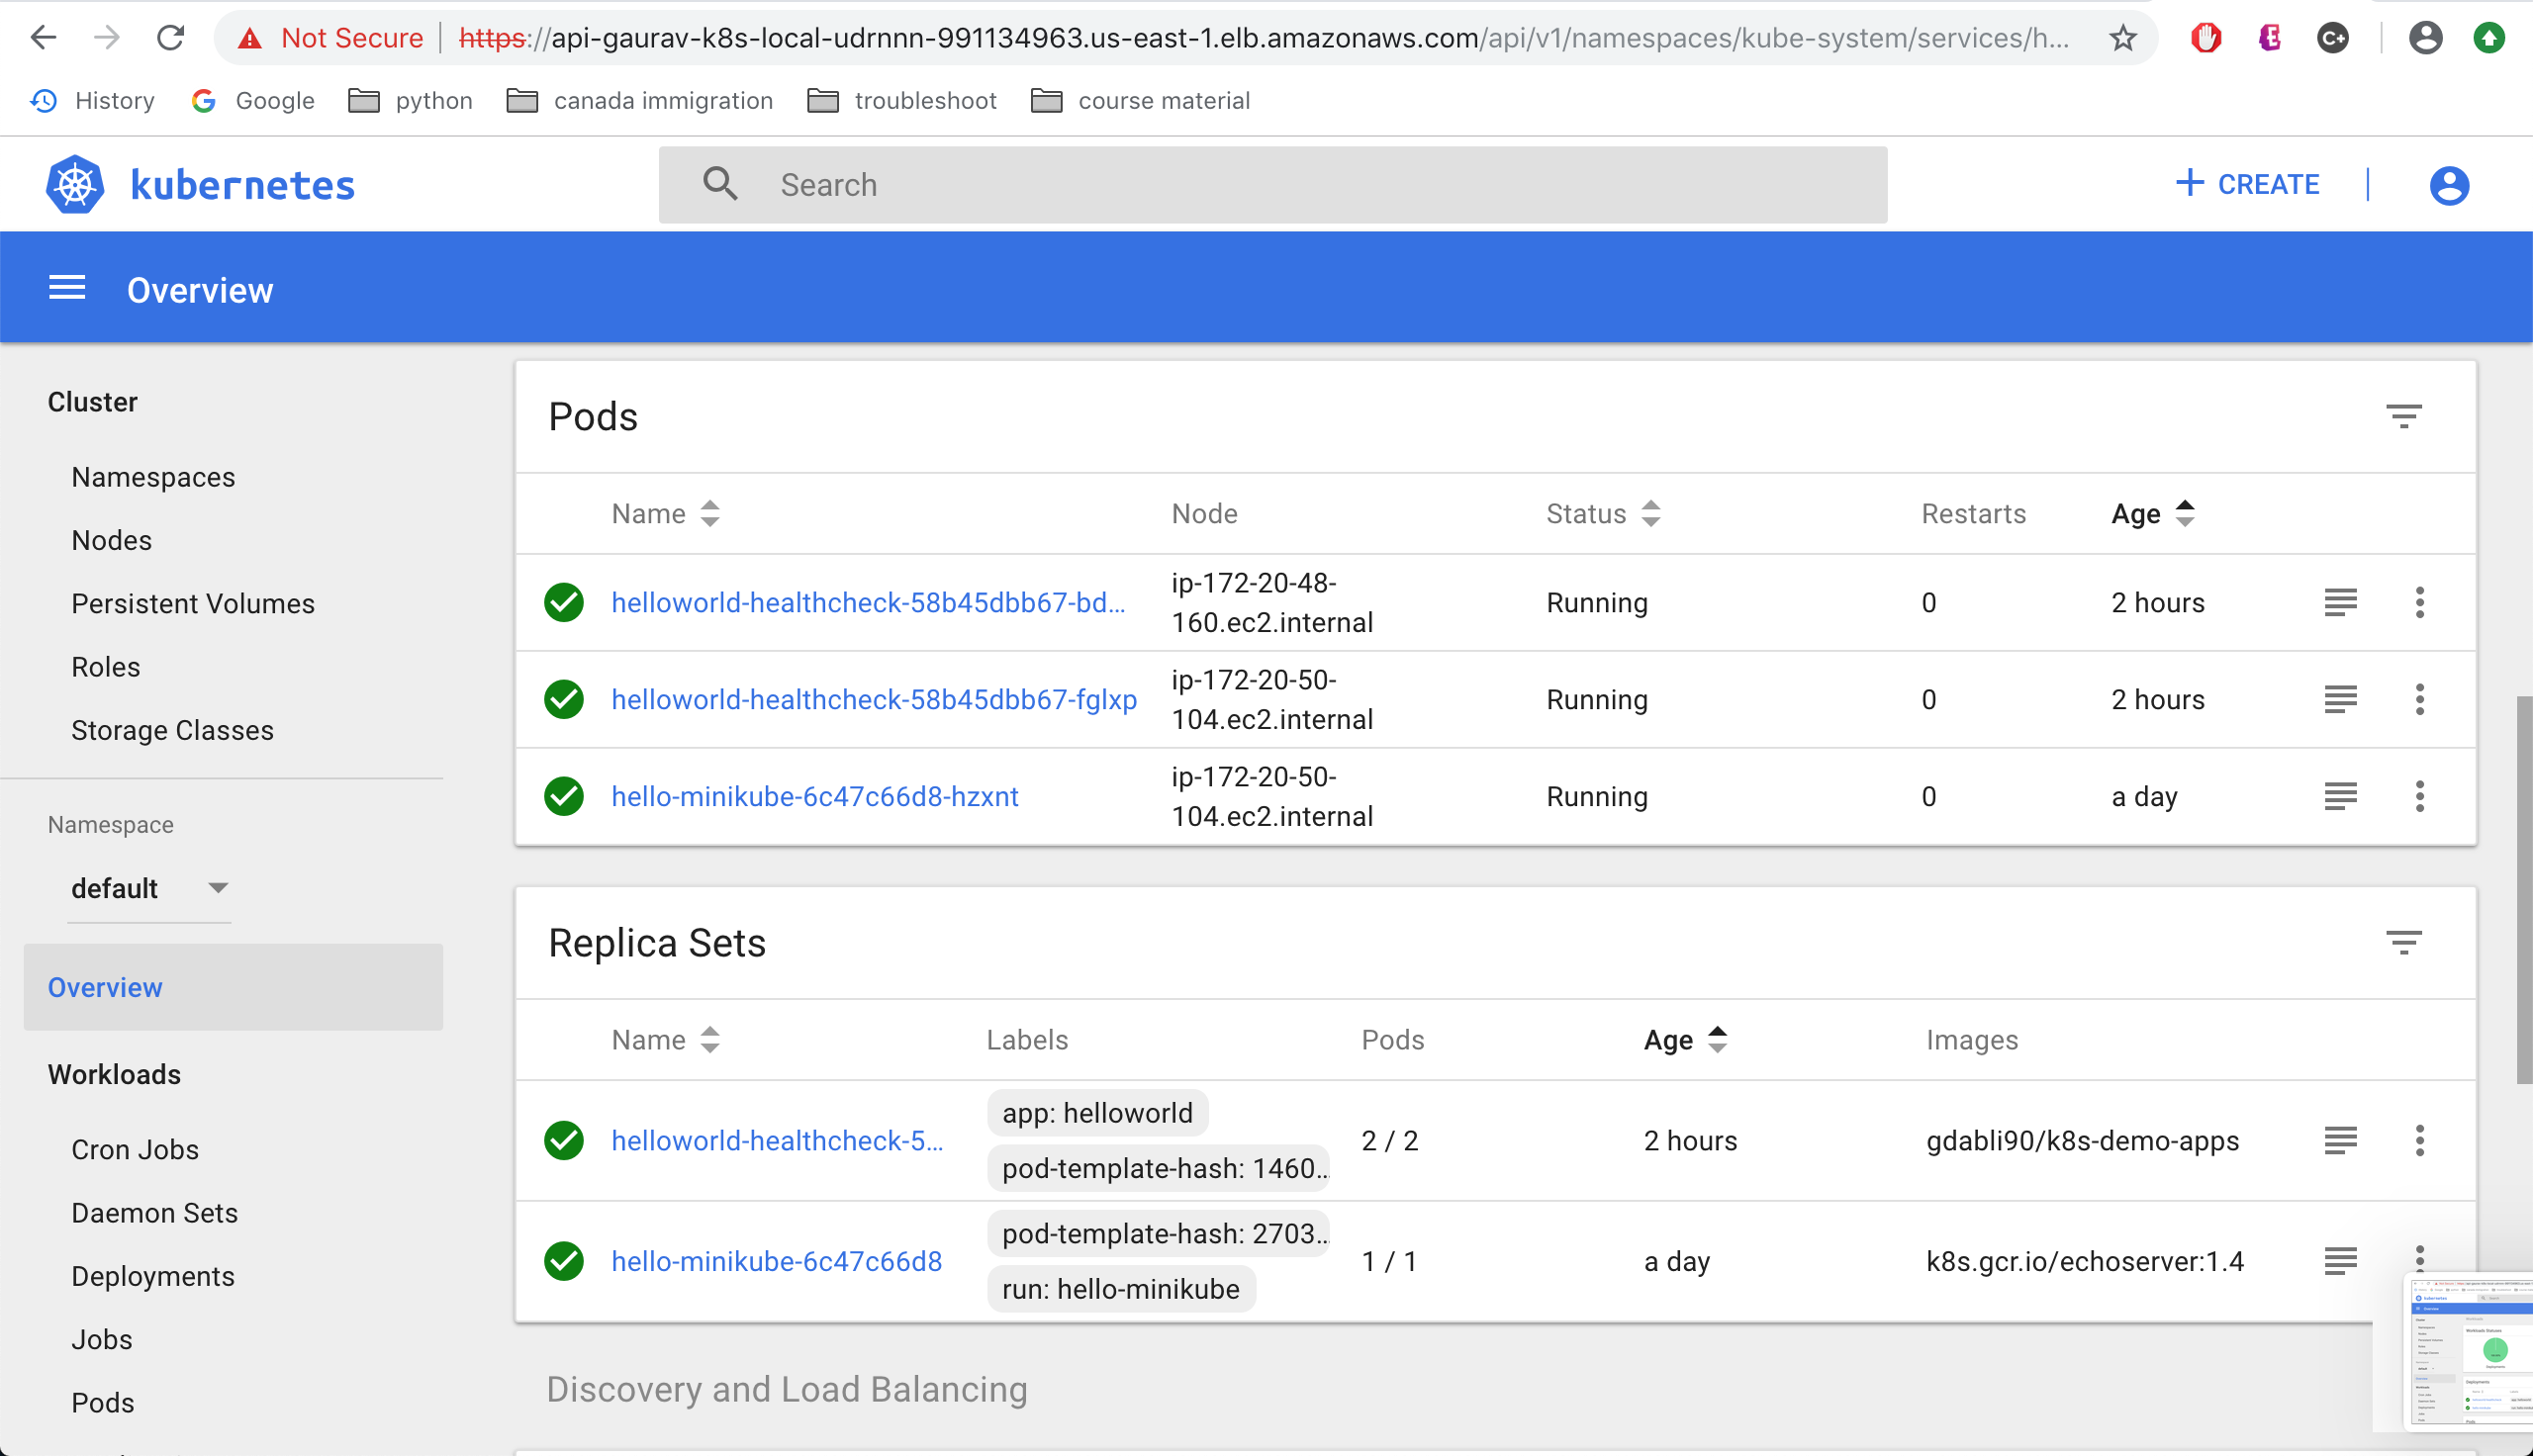 Not Secure | https://api-gaurav-k8s-local-udrnnn-991134963.us-east-1.elb.amazonaws.com/api/v1/namespaces/kube-system/services/h...
History Google python canada immigration troubleshoot course material
kubernetes Search + CREATE |
Overview
Cluster
Namespaces
Nodes
Persistent Volumes
Roles
Storage Classes
Namespace
default
Overview
Workloads
Cron Jobs
Daemon Sets
Deployments
Jobs
Pods
Pods
Name Node Status Restarts Age
helloworld-healthcheck-58b45dbb67-bd... ip-172-20-48-160.ec2.internal Running 0 2 hours
helloworld-healthcheck-58b45dbb67-fglxp ip-172-20-50-104.ec2.internal Running 0 2 hours
hello-minikube-6c47c66d8-hzxnt ip-172-20-50-104.ec2.internal Running 0 a day
Replica Sets
Name Labels Pods Age Images
helloworld-healthcheck-5... app: helloworld pod-template-hash: 1460... 2 / 2 2 hours gdabli90/k8s-demo-apps
hello-minikube-6c47c66d8 pod-template-hash: 2703... run: hello-minikube 1 / 1 a day k8s.gcr.io/echoserver:1.4
Discovery and Load Balancing